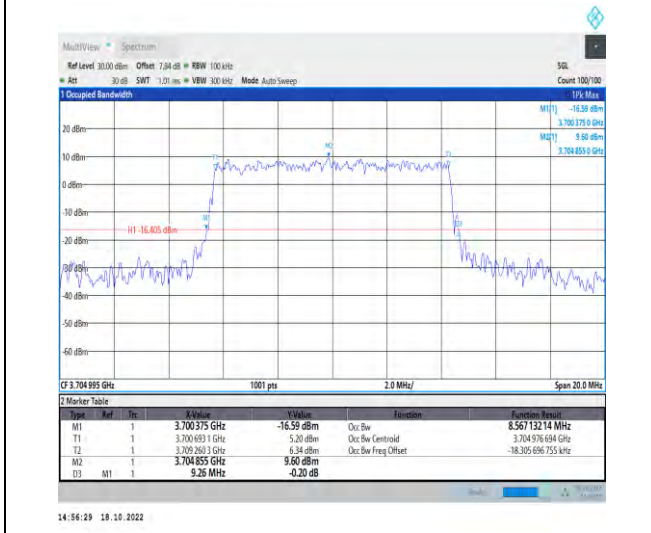 MultiView Spectrum
Ref Level 30.00 dBm Offset 7.84 dB RBW 100 kHz SGL
Att 30 dB SWT 1.01 ms VBW 300 kHz Mode Auto Sweep Count 100/100
1 Occupied Bandwidth 1Pk Max
M1[1] -16.59 dBm
3.700 375 0 GHz
20 dBm
M2[1] 9.60 dBm
3.704 855 0 GHz
M2
10 dBm
T1
0 dBm
-10 dBm
M1
H1 -16.405 dBm
-20 dBm
-30 dBm
-40 dBm
-50 dBm
-60 dBm
CF 3.704 995 GHz 1001 pts 2.0 MHz/ Span 20.0 MHz
2 Marker Table
Type Ref Trc X-Value Y-Value Function Function Result
M1 1 3.700 375 GHz -16.59 dBm Occ Bw 8.567 132 14 MHz
T1 1 3.700 693 1 GHz 5.20 dBm Occ Bw Centroid 3.704 976 694 GHz
T2 1 3.709 260 3 GHz 6.34 dBm Occ Bw Freq Offset -18.305 696 755 kHz
M2 1 3.704 855 GHz 9.60 dBm
D3 M1 1 9.26 MHz -0.20 dB
14:56:29 18.10.2022